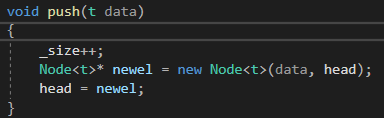 void push(t data)
{
_size++;
Node<t>* newel = new Node<t>(data, head);
head = newel;
}